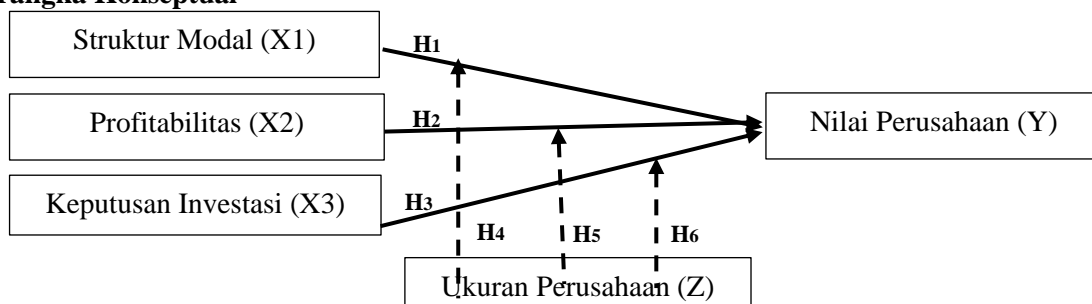 Struktur Modal (X1)
H1
Profitabilitas (X2)
H2
Nilai Perusahaan (Y)
Keputusan Investasi (X3)
H3
H4
H5
H6
Ukuran Perusahaan (Z)